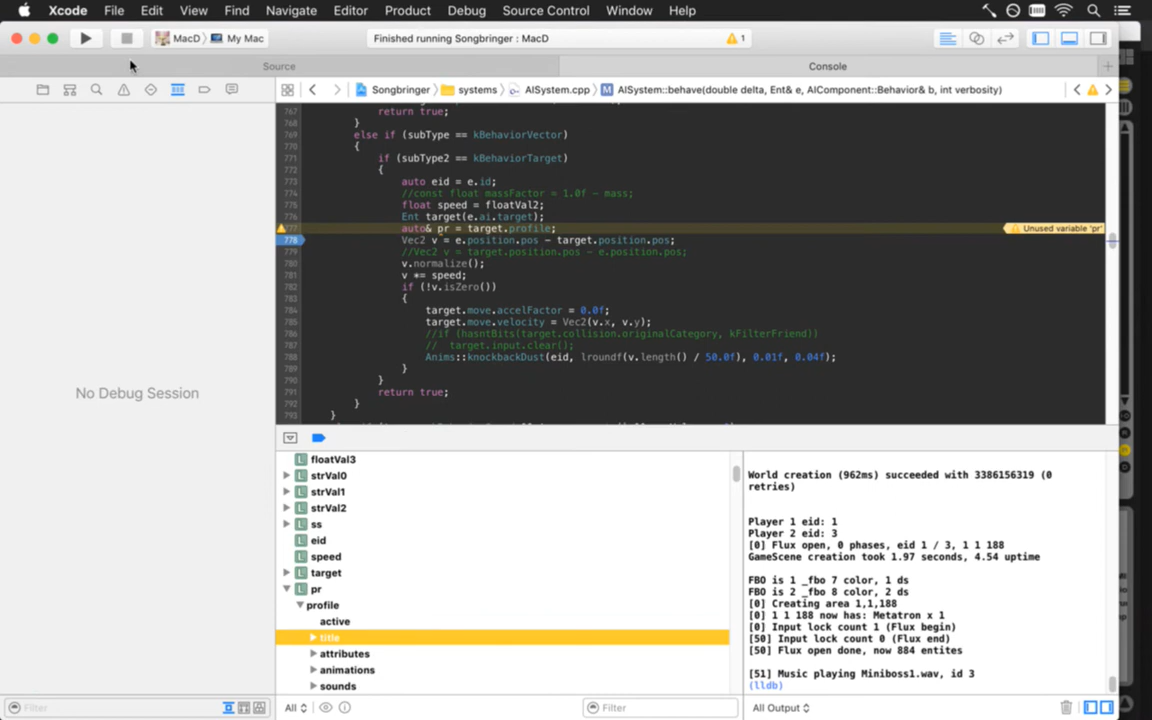 Xcode File Edit View Find Navigate Editor Product Debug Source Control Window Help
MacD My Mac Finished running Songbringer : MacD 1
Source Console
Songbringer systems AISystem.cpp M AISystem::behave(double delta, Ent& e, AIComponent::Behavior& b, int verbosity)
767 return true;
768 }
769 else if (subType == kBehaviorVector)
770 {
771 if (subType2 == kBehaviorTarget)
772 {
773 auto eid = e.id;
774 //const float massFactor = 1.0f - mass;
775 float speed = floatVal2;
776 Ent target(e.ai.target);
777 auto& pr = target.profile; Unused variable 'pr'
778 Vec2 v = e.position.pos - target.position.pos;
779 //Vec2 v = target.position.pos - e.position.pos;
780 v.normalize();
781 v *= speed;
782 if (!v.isZero())
783 {
784 target.move.accelFactor = 0.0f;
785 target.move.velocity = Vec2(v.x, v.y);
786 //if (hasntBits(target.collision.originalCategory, kFilterFriend))
787 // target.input.clear();
788 Anims::knockbackDust(eid, lroundf(v.length() / 50.0f), 0.01f, 0.04f);
789 }
790 }
791 return true;
792 }
793 }
No Debug Session
L floatVal3
L strVal0
L strVal1
L strVal2
L ss
L eid
L speed
L target
L pr
profile
active
title
attributes
animations
sounds
World creation (962ms) succeeded with 3386156319 (0
retries)
Player 1 eid: 1
Player 2 eid: 3
[0] Flux open, 0 phases, eid 1 / 3, 1 1 188
GameScene creation took 1.97 seconds, 4.54 uptime
FBO is 1 _fbo 7 color, 1 ds
FBO is 2 _fbo 8 color, 2 ds
[0] Creating area 1,1,188
[0] 1 1 188 now has: Metatron x 1
[0] Input lock count 1 (Flux begin)
[50] Input lock count 0 (Flux end)
[50] Flux open done, now 884 entites
[51] Music playing Miniboss1.wav, id 3
(lldb)
Filter All Filter All Output